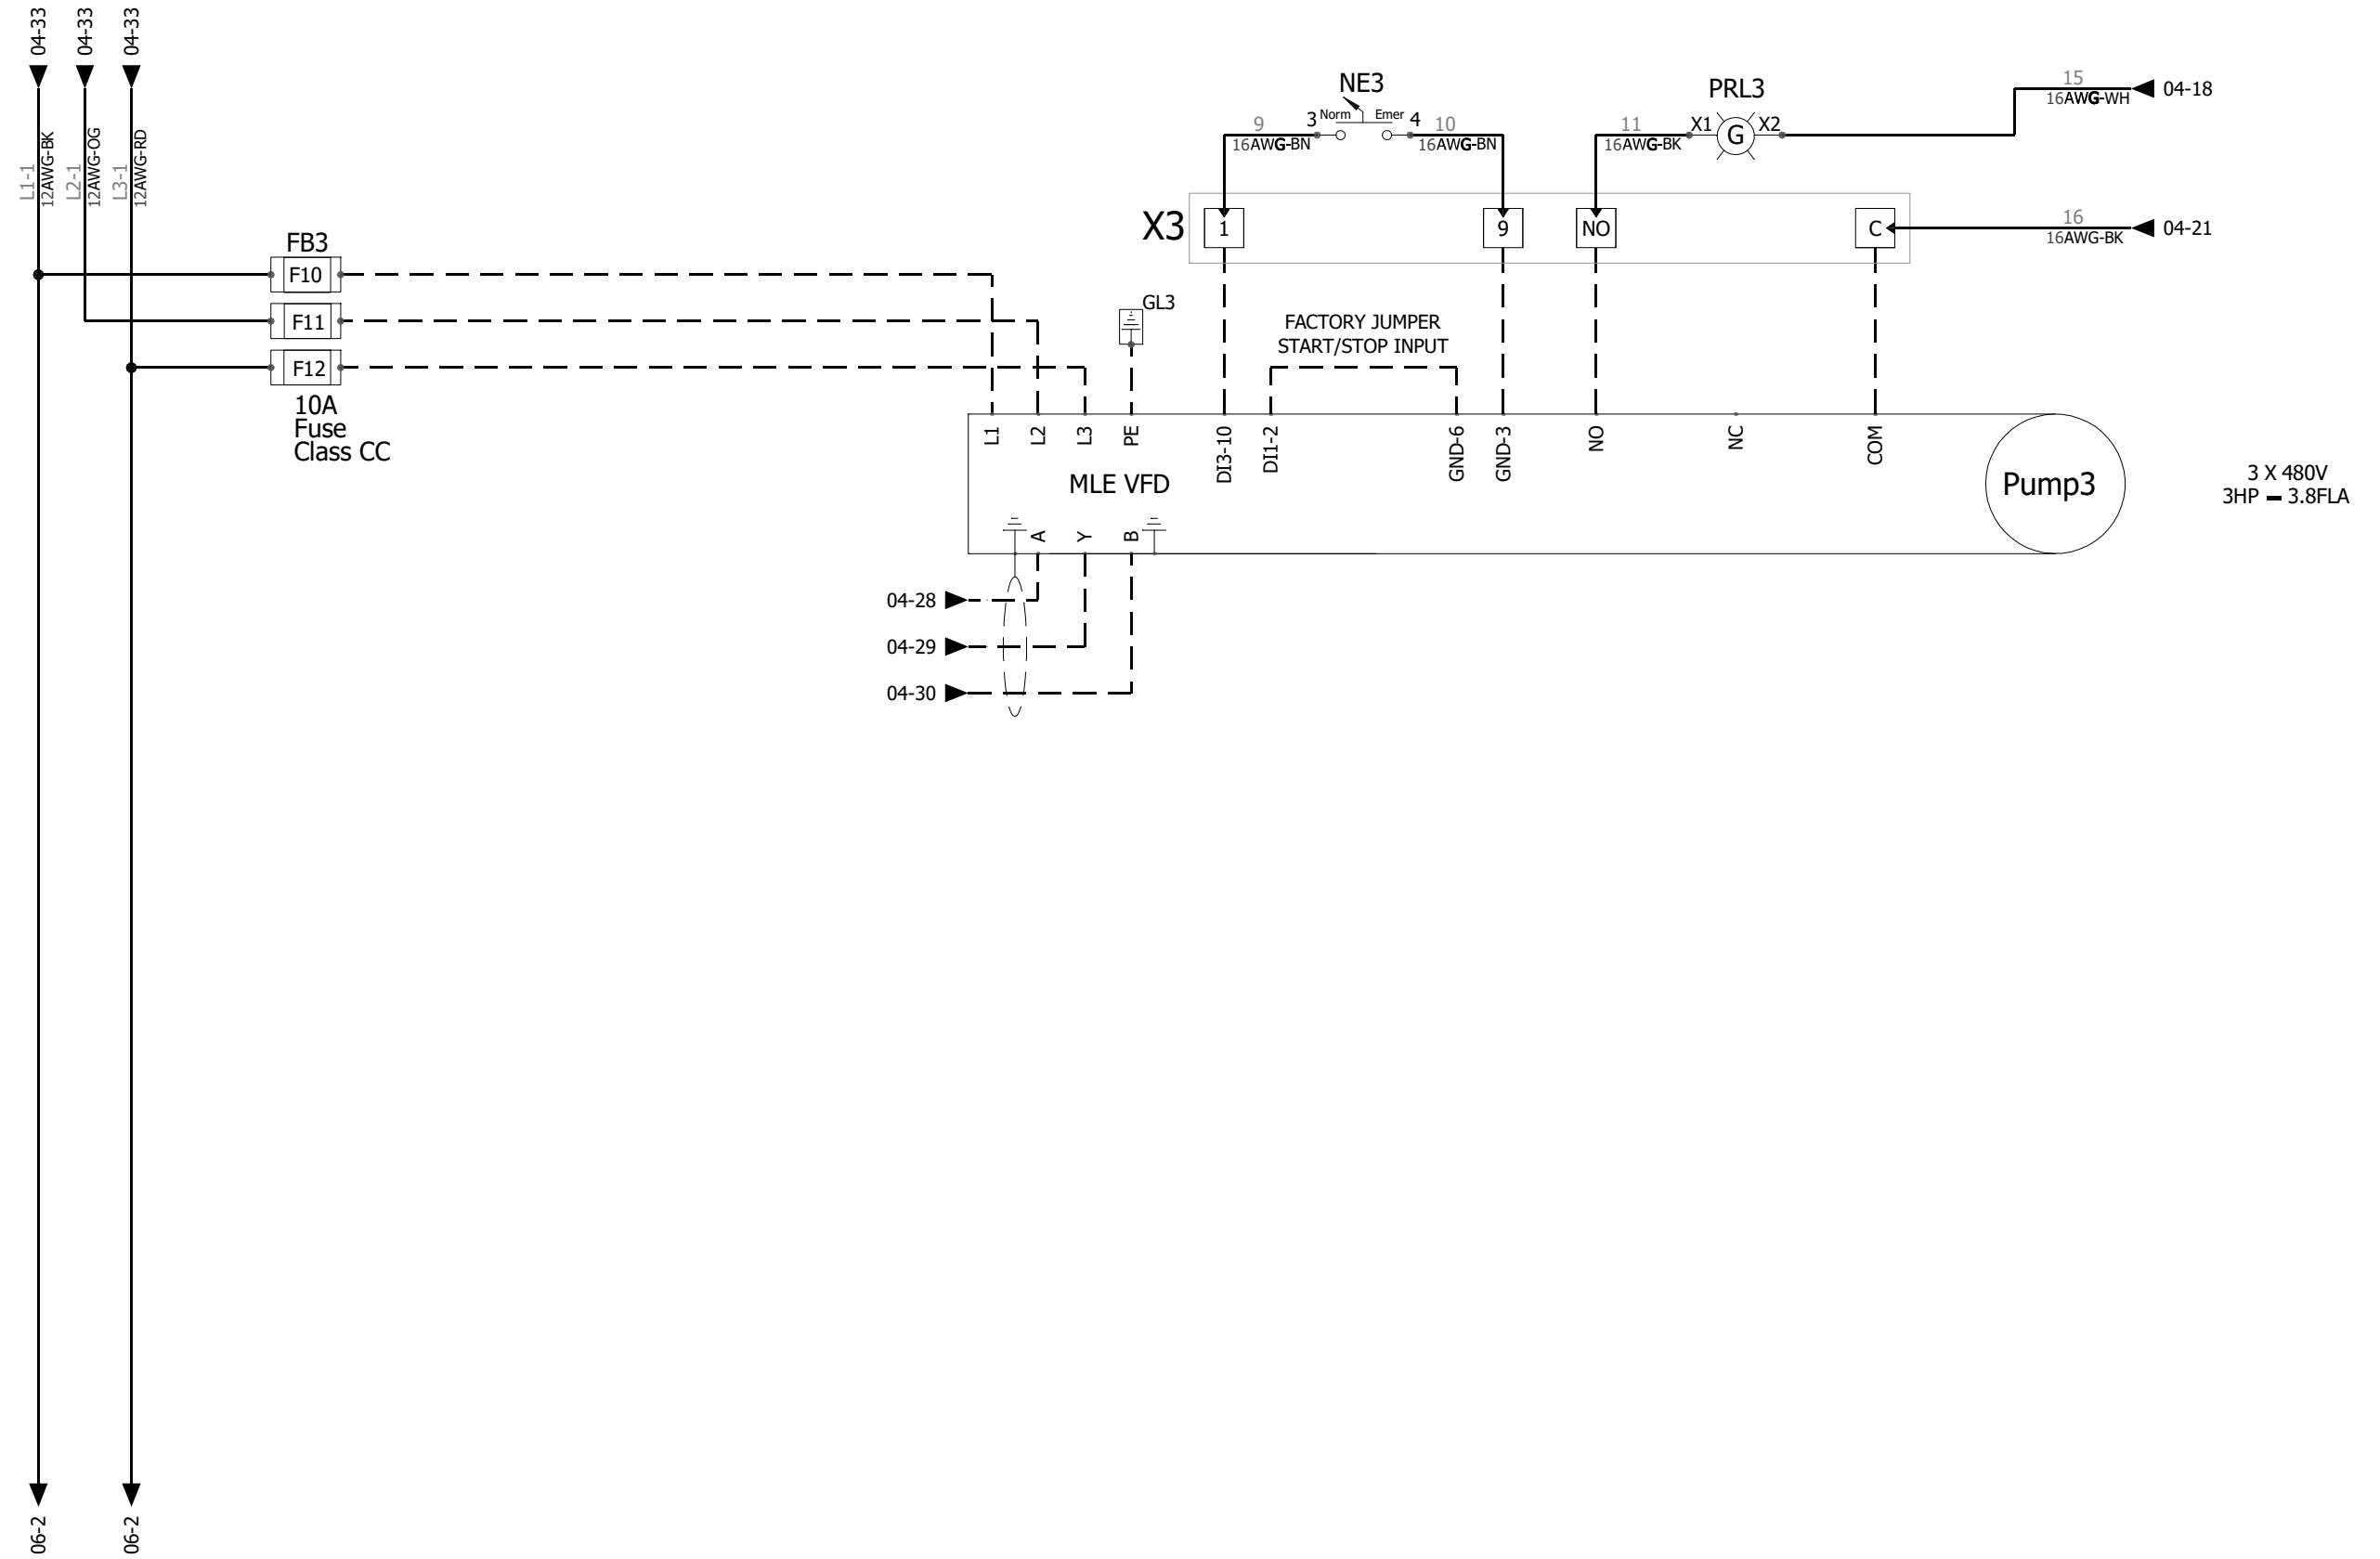 04-33
04-33
04-33
L1-1
12AWG-BK
L2-1
12AWG-OG
L3-1
12AWG-RD
FB3
F10
F11
F12
10A
Fuse
Class CC
NE3
3 Norm Emer 4
9
16AWG-BN
10
16AWG-BN
PRL3
11
16AWG-BK
X1 G X2
15
16AWG-WH
04-18
X3
1
9
NO
C
16
16AWG-BK
04-21
GL3
FACTORY JUMPER
START/STOP INPUT
L1
L2
L3
PE
DI3-10
DI1-2
GND-6
GND-3
NO
NC
COM
MLE VFD
Pump3
3 X 480V
3HP - 3.8FLA
A
Y
B
04-28
04-29
04-30
06-2
06-2